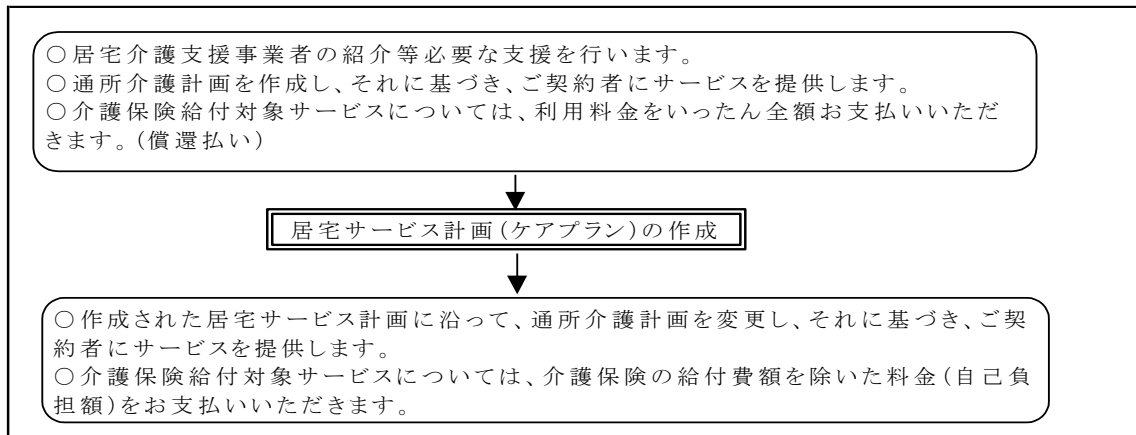 ○居宅介護支援事業者の紹介等必要な支援を行います。
○通所介護計画を作成し、それに基づき、ご契約者にサービスを提供します。
○介護保険給付対象サービスについては、利用料金をいったん全額お支払いいただ
きます。(償還払い)
居宅サービス計画(ケアプラン)の作成
○作成された居宅サービス計画に沿って、通所介護計画を変更し、それに基づき、ご契
約者にサービスを提供します。
○介護保険給付対象サービスについては、介護保険の給付費額を除いた料金(自己負
担額)をお支払いいただきます。